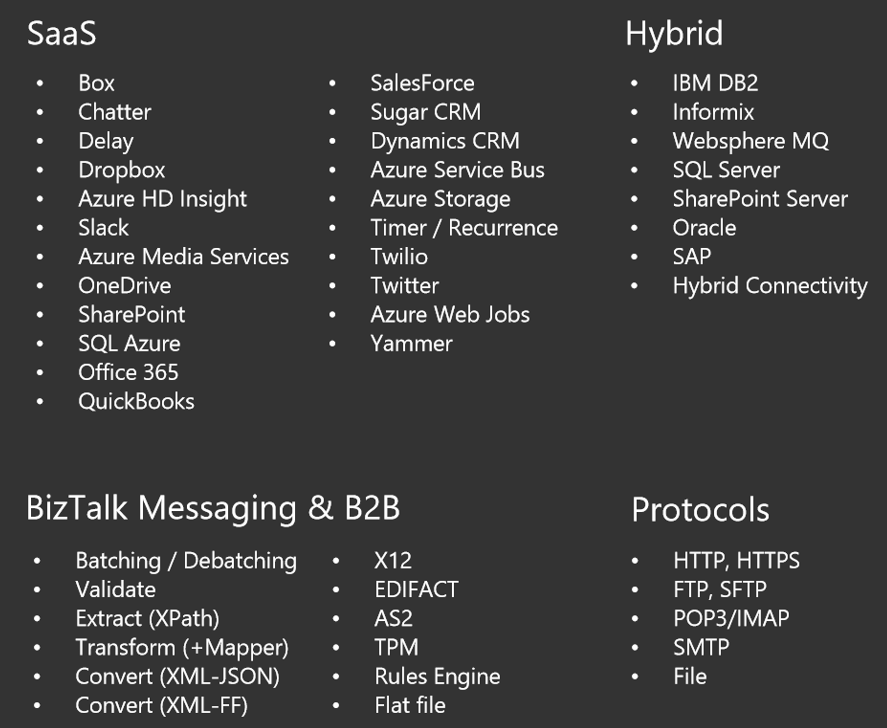 SaaS
Box
Chatter
Delay
Dropbox
Azure HD Insight
Slack
Azure Media Services
OneDrive
SharePoint
SQL Azure
Office 365
QuickBooks
SalesForce
Sugar CRM
Dynamics CRM
Azure Service Bus
Azure Storage
Timer / Recurrence
Twilio
Twitter
Azure Web Jobs
Yammer
Hybrid
IBM DB2
Informix
Websphere MQ
SQL Server
SharePoint Server
Oracle
SAP
Hybrid Connectivity
BizTalk Messaging & B2B
Batching / Debatching
Validate
Extract (XPath)
Transform (+Mapper)
Convert (XML-JSON)
Convert (XML-FF)
X12
EDIFACT
AS2
TPM
Rules Engine
Flat file
Protocols
HTTP, HTTPS
FTP, SFTP
POP3/IMAP
SMTP
File